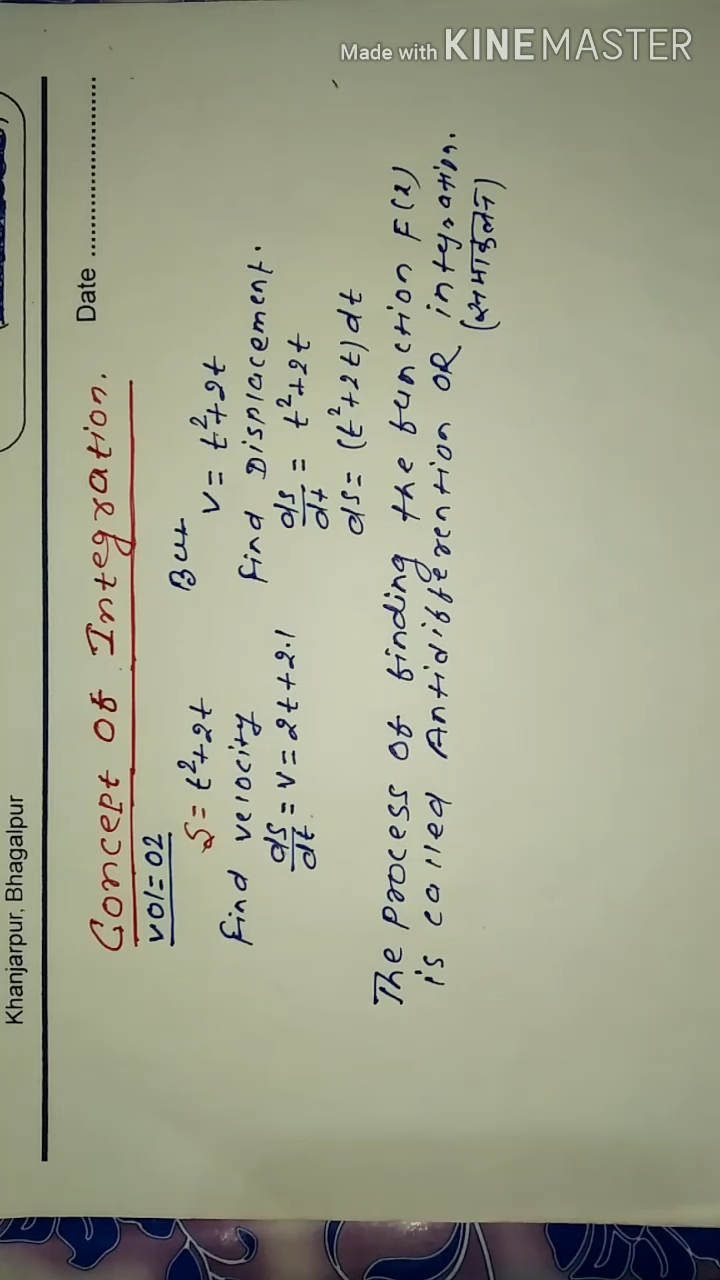 Made with KINEMASTER
Khanjarpur, Bhagalpur
Date ........................
Concept of Integration.
vol=02
S = t²+2t
Find velocity
ds/dt = v = 2t+2.1
But
v = t²+2t
Find Displacement.
ds/dt = t²+2t
ds = (t²+2t)dt
The process of finding the function F(x)
is called Antidifferention OR integration.
(समाकलन)